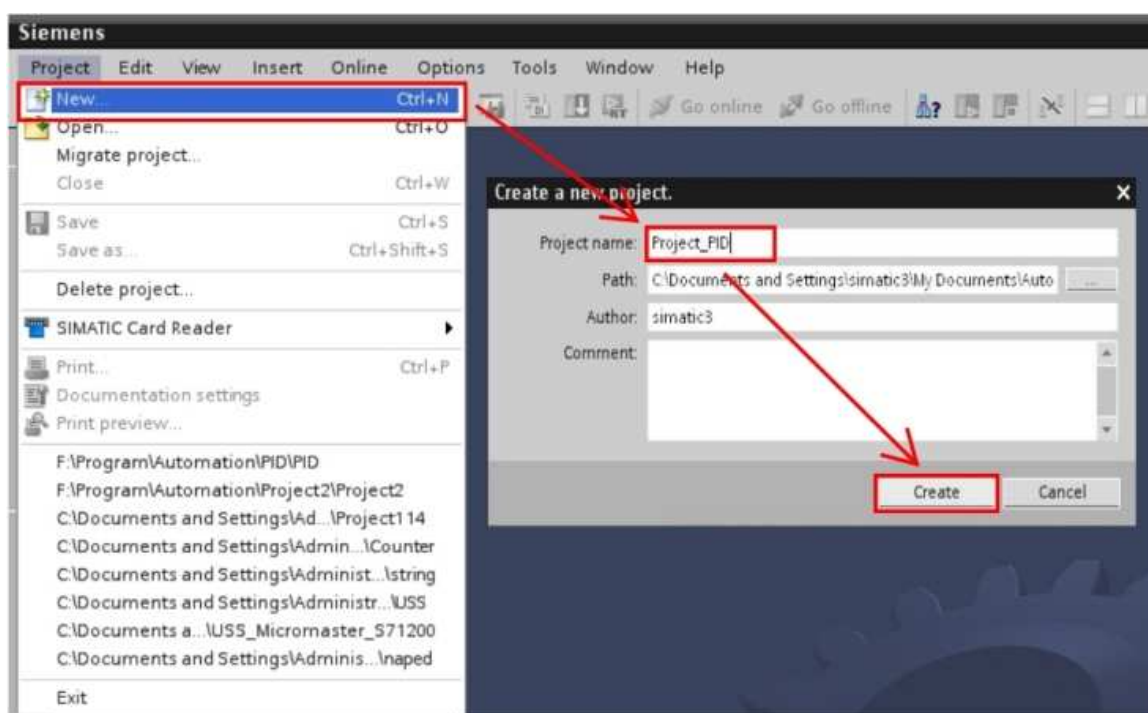 Siemens
Project Edit View Insert Online Options Tools Window Help
New... Ctrl+N
Go online Go offline
Open... Ctrl+O
Migrate project...
Close Ctrl+W
Save Ctrl+S
Save as... Ctrl+Shift+S
Delete project...
SIMATIC Card Reader
Print... Ctrl+P
Documentation settings
Print preview...
F:\Program\Automation\PID\PID
F:\Program\Automation\Project2\Project2
C:\Documents and Settings\Ad...\Project114
C:\Documents and Settings\Admin...\Counter
C:\Documents and Settings\Administ...\string
C:\Documents and Settings\Administr...\USS
C:\Documents a...\USS_Micromaster_S71200
C:\Documents and Settings\Adminis...\naped
Exit
Create a new project. X
Project name: Project_PID
Path: C:\Documents and Settings\simatic3\My Documents\Auto ...
Author: simatic3
Comment:
Create Cancel